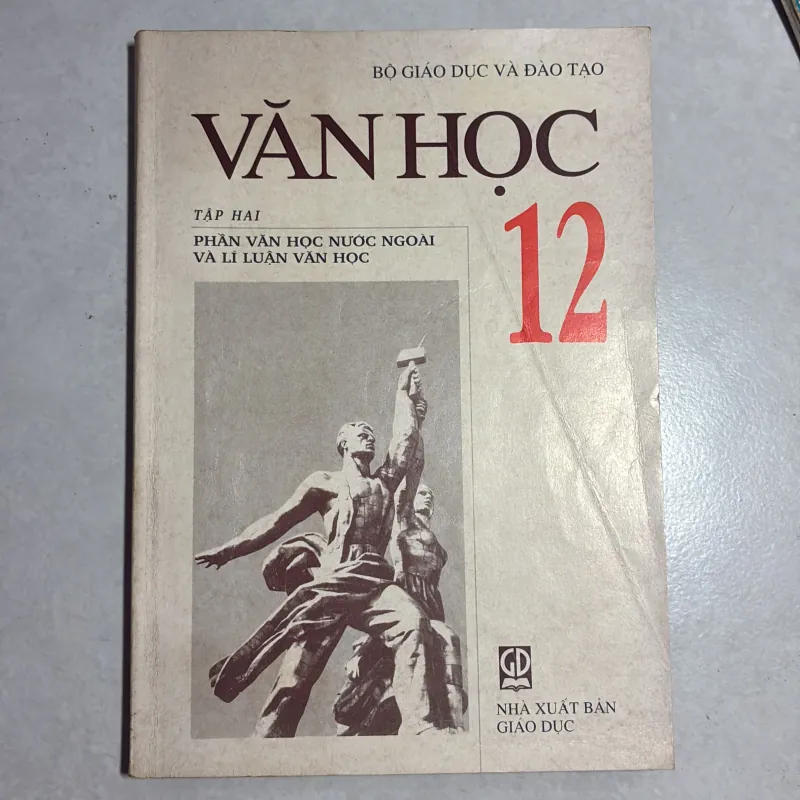 BỘ GIÁO DỤC VÀ ĐÀO TẠO
VĂN HỌC
12
TẬP HAI
PHẦN VĂN HỌC NƯỚC NGOÀI
VÀ LÍ LUẬN VĂN HỌC
GD
NHÀ XUẤT BẢN
GIÁO DỤC